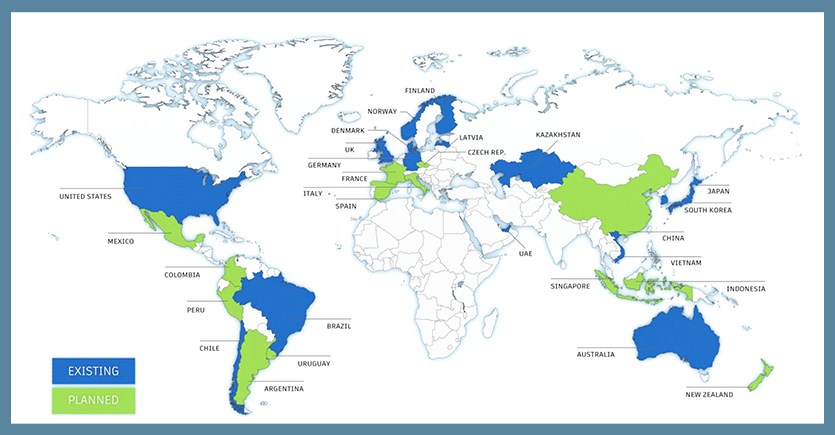 FINLAND
NORWAY
DENMARK
LATVIA
KAZAKHSTAN
UK
CZECH REP.
GERMANY
FRANCE
UNITED STATES
ITALY
JAPAN
SPAIN
SOUTH KOREA
MEXICO
CHINA
UAE
VIETNAM
COLOMBIA
SINGAPORE
INDONESIA
PERU
BRAZIL
CHILE
AUSTRALIA
URUGUAY
EXISTING
ARGENTINA
NEW ZEALAND
PLANNED